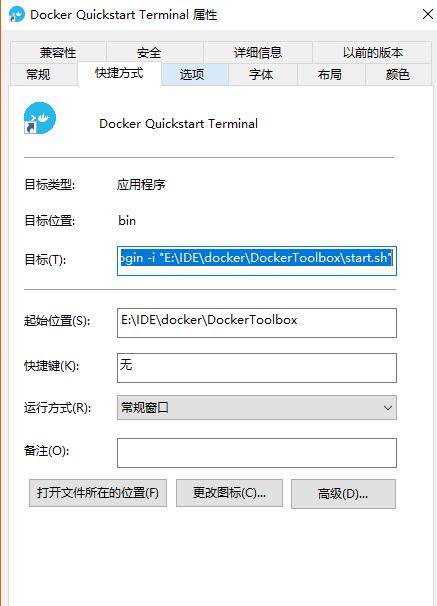 Docker Quickstart Terminal 属性
兼容性 安全 详细信息 以前的版本
常规 快捷方式 选项 字体 布局 颜色
Docker Quickstart Terminal
目标类型: 应用程序
目标位置: bin
目标(T): ogin -i "E:\IDE\docker\DockerToolbox\start.sh"
起始位置(S): E:\IDE\docker\DockerToolbox
快捷键(K): 无
运行方式(R): 常规窗口
备注(O):
打开文件所在的位置(F) 更改图标(C)... 高级(D)...